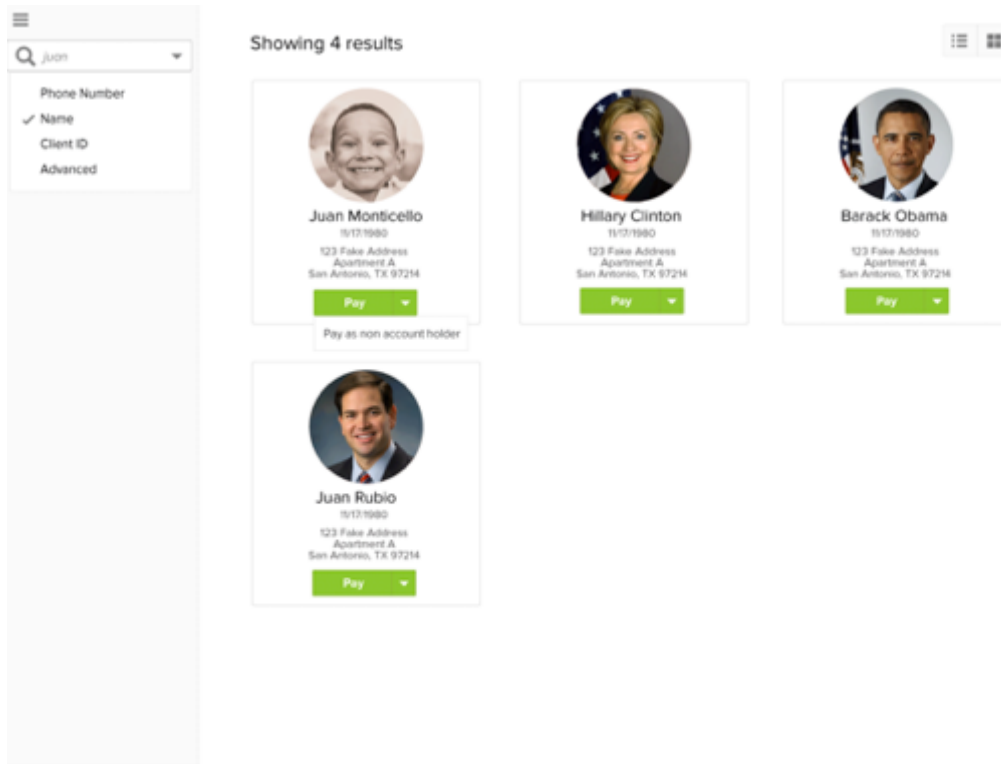 juan
Phone Number
Name
Client ID
Advanced
Showing 4 results
Juan Monticello
11/17/1980
123 Fake Address
Apartment A
San Antonio, TX 97214
Pay
Pay as non account holder
Hillary Clinton
11/17/1980
123 Fake Address
Apartment A
San Antonio, TX 97214
Pay
Barack Obama
11/17/1980
123 Fake Address
Apartment A
San Antonio, TX 97214
Pay
Juan Rubio
11/17/1980
123 Fake Address
Apartment A
San Antonio, TX 97214
Pay